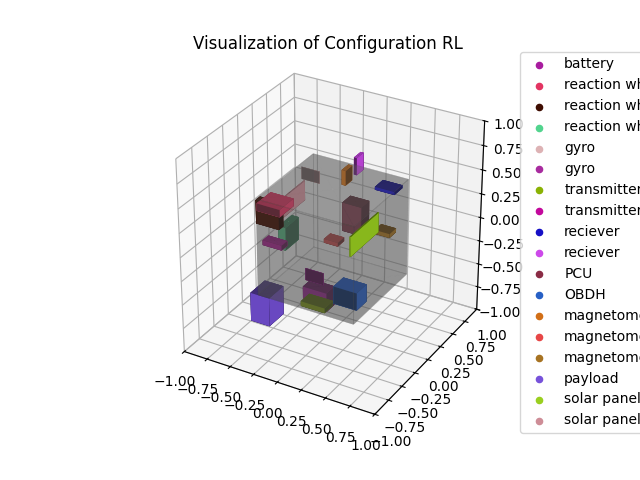 Visualization of Configuration RL
battery
reaction wh
reaction wh
reaction wh
gyro
gyro
transmitter
transmitter
reciever
reciever
PCU
OBDH
magnetome
magnetome
magnetome
payload
solar panel
solar panel
1.00
0.75
0.50
0.25
0.00
−0.25
−0.50
−0.75
−1.00
1.00
0.75
0.50
0.25
0.00
−0.25
−0.50
−0.75
−1.00
−1.00
−0.75
−0.50
−0.25
0.00
0.25
0.50
0.75
1.00